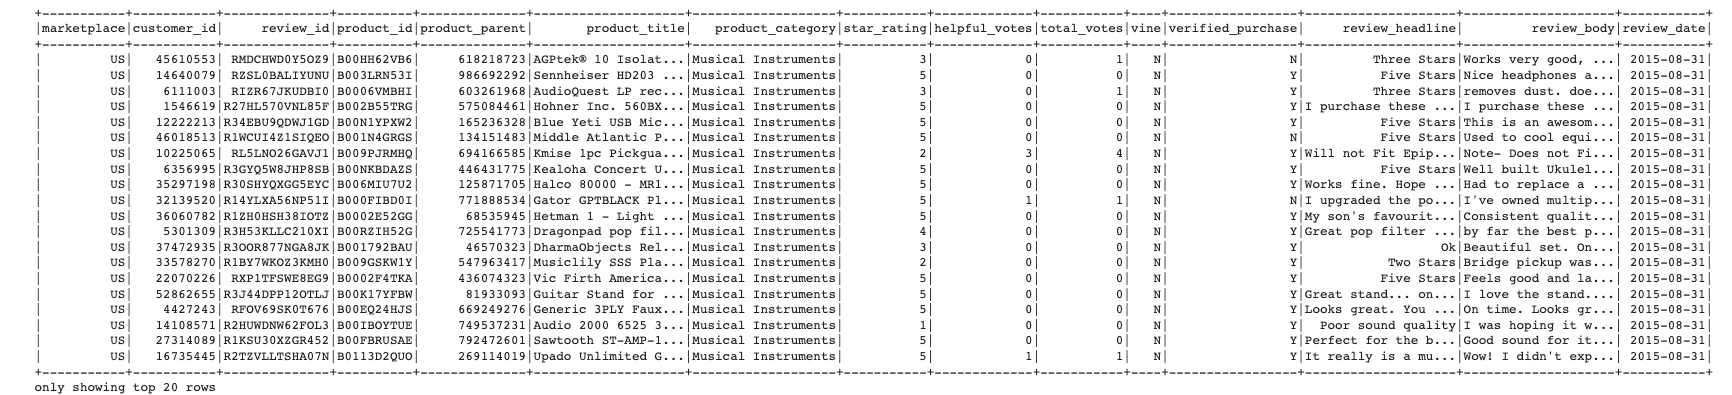 +-----------+-----------+--------------+----------+--------------+--------------------+-------------------+-----------+-------------+-----------+----+-----------------+--------------------+--------------------+-----------+
|marketplace|customer_id|     review_id|product_id|product_parent|       product_title|   product_category|star_rating|helpful_votes|total_votes|vine|verified_purchase|     review_headline|         review_body|review_date|
+-----------+-----------+--------------+----------+--------------+--------------------+-------------------+-----------+-------------+-----------+----+-----------------+--------------------+--------------------+-----------+
|         US|   45610553| RMDCHWD0Y5OZ9|B00HH62VB6|     618218723|AGPtek® 10 Isolat...|Musical Instruments|          3|            0|          1|   N|                N|         Three Stars|Works very good, ...| 2015-08-31|
|         US|   14640079| RZSL0BALIYUNU|B003LRN53I|     986692292|Sennheiser HD203 ...|Musical Instruments|          5|            0|          0|   N|                Y|          Five Stars|Nice headphones a...| 2015-08-31|
|         US|    6111003| RIZR67JKUDBI0|B0006VMBHI|     603261968|AudioQuest LP rec...|Musical Instruments|          3|            0|          1|   N|                Y|         Three Stars|removes dust. doe...| 2015-08-31|
|         US|    1546619|R27HL570VNL85F|B002B55TRG|     575084461|Hohner Inc. 560BX...|Musical Instruments|          5|            0|          0|   N|                Y|I purchase these ...|I purchase these ...| 2015-08-31|
|         US|   12222213|R34EBU9QDWJ1GD|B00N1YPXW2|     165236328|Blue Yeti USB Mic...|Musical Instruments|          5|            0|          0|   N|                Y|          Five Stars|This is an awesom...| 2015-08-31|
|         US|   46018513|R1WCUI4Z1SIQEO|B001N4GRGS|     134151483|Middle Atlantic P...|Musical Instruments|          5|            0|          0|   N|                N|          Five Stars|Used to cool equi...| 2015-08-31|
|         US|   10225065| RL5LNO26GAVJ1|B009PJRMHQ|     694166585|Kmise 1pc Pickgua...|Musical Instruments|          2|            3|          4|   N|                Y|Will not Fit Epip...|Note- Does not Fi...| 2015-08-31|
|         US|    6356995|R3GYQ5W8JHP8SB|B00NKBDAZS|     446431775|Kealoha Concert U...|Musical Instruments|          5|            0|          0|   N|                Y|          Five Stars|Well built Ukulel...| 2015-08-31|
|         US|   35297198|R30SHYQXGG5EYC|B006MIU7U2|     125871705|Halco 80000 - MR1...|Musical Instruments|          5|            0|          0|   N|                Y|Works fine. Hope ...|Had to replace a ...| 2015-08-31|
|         US|   32139520|R14YLXA56NP51I|B000FIBD0I|     771888534|Gator GPTBLACK Pl...|Musical Instruments|          5|            1|          1|   N|                N|I upgraded the po...|I've owned multip...| 2015-08-31|
|         US|   36060782|R1ZH0HSH38IOTZ|B0002E52GG|      68535945|Hetman 1 - Light ...|Musical Instruments|          5|            0|          0|   N|                Y|My son's favourit...|Consistent qualit...| 2015-08-31|
|         US|    5301309|H3H53KLLC210XI|B00RZIH52G|     725541773|Dragonpad pop fil...|Musical Instruments|          4|            0|          0|   N|                Y|Great pop filter ...|by far the best p...| 2015-08-31|
|         US|   37472935|R3OOR877NGA8JK|B001792BAU|      46570323|DharmaObjects Rel...|Musical Instruments|          3|            0|          0|   N|                Y|                  Ok|Beautiful set. On...| 2015-08-31|
|         US|   33578270|R1BY7WKOZ3KMH0|B009GSKW1Y|     547963417|Musiclily SSS Pla...|Musical Instruments|          2|            0|          0|   N|                Y|           Two Stars|Bridge pickup was...| 2015-08-31|
|         US|   22070226| RXP1TFSWE8EG9|B0002F4TKA|     436074323|Vic Firth America...|Musical Instruments|          5|            0|          0|   N|                Y|          Five Stars|Feels good and la...| 2015-08-31|
|         US|   52862655|R3J44DPP12OTLJ|B00K17YFBW|      81933093|Guitar Stand for ...|Musical Instruments|          5|            0|          0|   N|                Y|Great stand... on...|I love the stand....| 2015-08-31|
|         US|    4427243| RFOV69SK0T676|B00EQ24HJS|     669249276|Generic 3PLY Faux...|Musical Instruments|          5|            0|          0|   N|                Y|Looks great. You ...|On time. Looks gr...| 2015-08-31|
|         US|   14108571|R2HUWDNW62FOL3|B00IBOYTUE|     749537231|Audio 2000 6525 3...|Musical Instruments|          1|            0|          0|   N|                Y|  Poor sound quality|I was hoping it w...| 2015-08-31|
|         US|   27314089|R1KSU30XZGR452|B00FBRUSAE|     792472601|Sawtooth ST-AMP-1...|Musical Instruments|          5|            0|          0|   N|                Y|Perfect for the b...|Good sound for it...| 2015-08-31|
|         US|   16735445|R2TZVLLTSHA07N|B0113D2QUO|     269114019|Upado Unlimited G...|Musical Instruments|          5|            1|          1|   N|                Y|It really is a mu...|Wow! I didn't exp...| 2015-08-31|
+-----------+-----------+--------------+----------+--------------+--------------------+-------------------+-----------+-------------+-----------+----+-----------------+--------------------+--------------------+-----------+
only showing top 20 rows